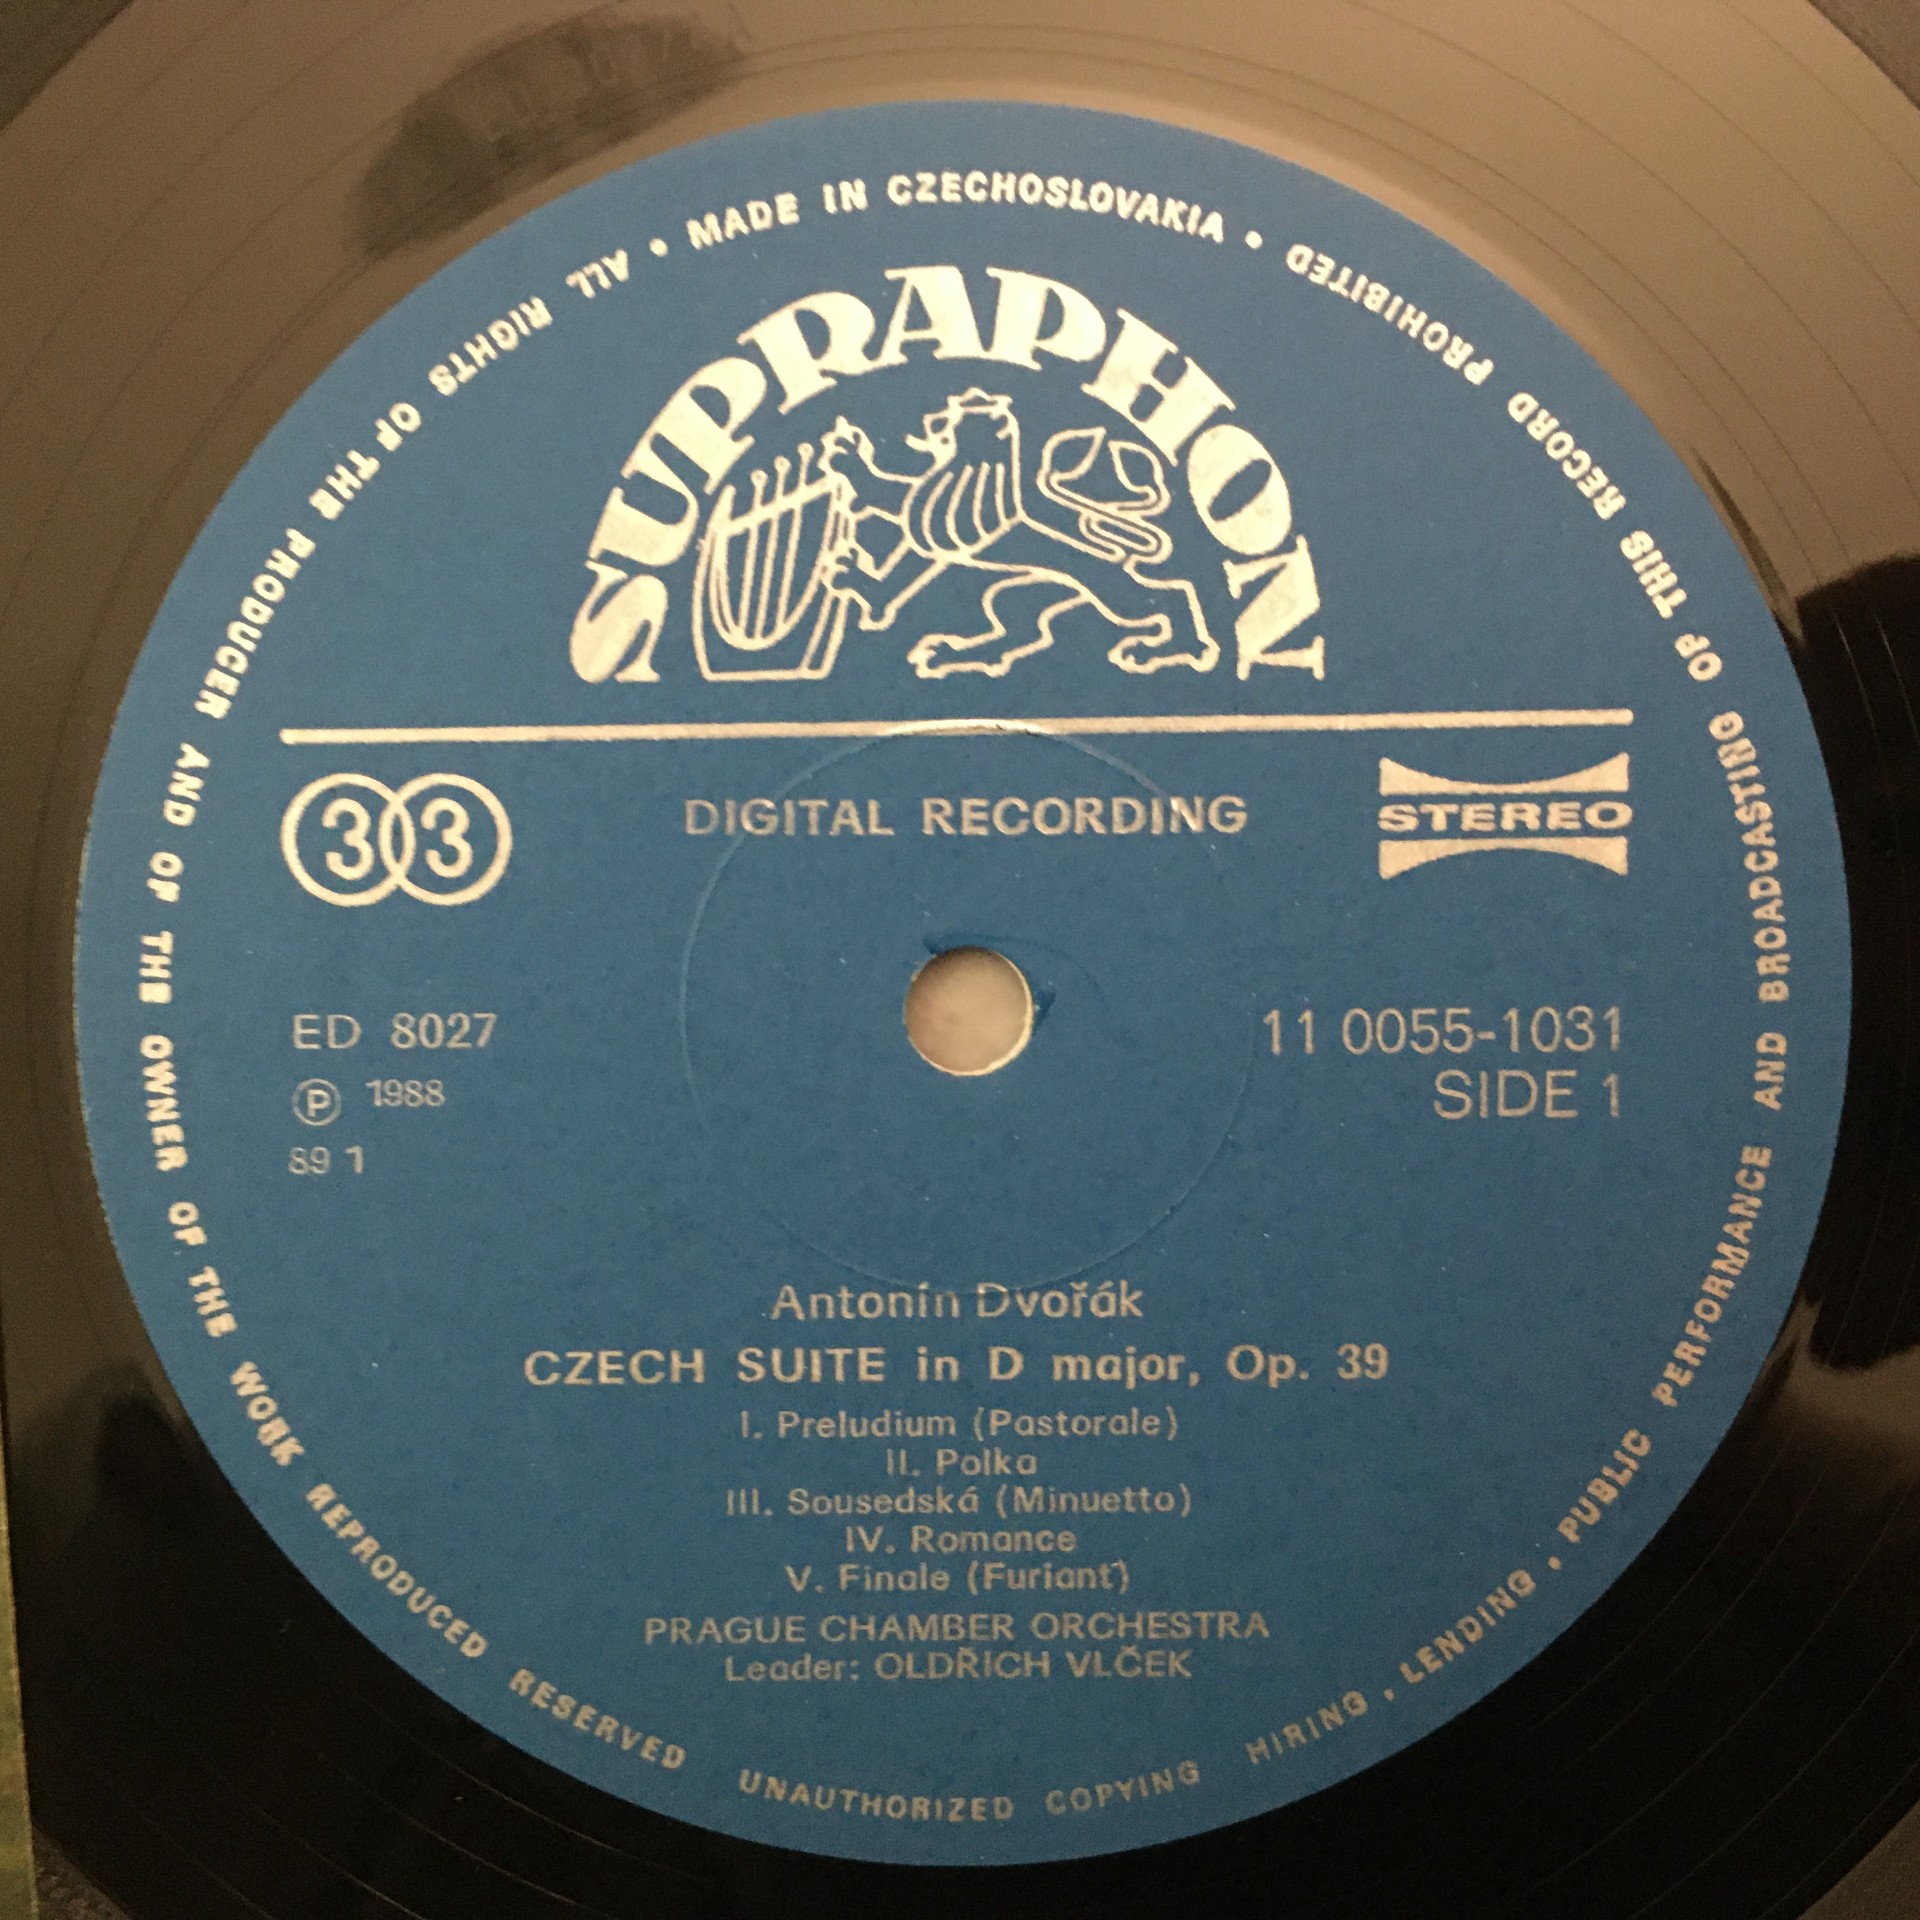 • MADE IN CZECHOSLOVAKIA •
ALL RIGHTS OF THE PRODUCER AND OF THE OWNER OF THE WORK REPRODUCED RESERVED UNAUTHORIZED COPYING HIRING, LENDING, PUBLIC PERFORMANCE AND BROADCASTING OF THIS RECORD PROHIBITED
SUPRAPHON
33
DIGITAL RECORDING
STEREO
ED 8027
11 0055-1031
Ⓟ 1988
SIDE 1
89 1
Antonín Dvořák
CZECH SUITE in D major, Op. 39
I. Preludium (Pastorale)
II. Polka
III. Sousedská (Minuetto)
IV. Romance
V. Finale (Furiant)
PRAGUE CHAMBER ORCHESTRA
Leader: OLDŘICH VLČEK